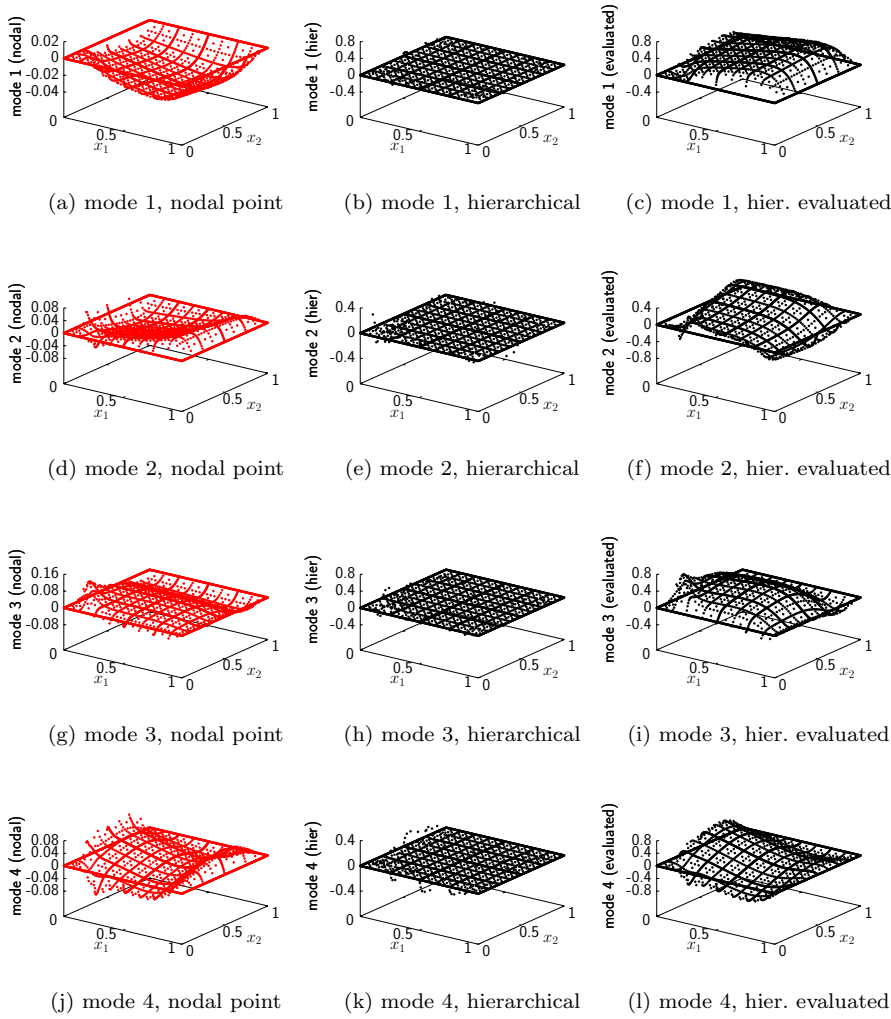 mode 1 (nodal)
0.02
0
-0.02
-0.04
0
0.5
1
x₁
0
0.5
1
x₂
(a) mode 1, nodal point
mode 1 (hier)
0.8
0.4
0
-0.4
0
0.5
1
x₁
0
0.5
1
x₂
(b) mode 1, hierarchical
mode 1 (evaluated)
0.8
0.4
0
-0.4
0
0.5
1
x₁
0
0.5
1
x₂
(c) mode 1, hier. evaluated
mode 2 (nodal)
0.08
0.04
0
-0.04
-0.08
0
0.5
1
x₁
0
0.5
1
x₂
(d) mode 2, nodal point
mode 2 (hier)
0.4
0
-0.4
0
0.5
1
x₁
0
0.5
1
x₂
(e) mode 2, hierarchical
mode 2 (evaluated)
0.4
0
-0.4
-0.8
0
0.5
1
x₁
0
0.5
1
x₂
(f) mode 2, hier. evaluated
mode 3 (nodal)
0.16
0.08
0
-0.08
0
0.5
1
x₁
0
0.5
1
x₂
(g) mode 3, nodal point
mode 3 (hier)
0.8
0.4
0
-0.4
0
0.5
1
x₁
0
0.5
1
x₂
(h) mode 3, hierarchical
mode 3 (evaluated)
0.8
0.4
0
-0.4
0
0.5
1
x₁
0
0.5
1
x₂
(i) mode 3, hier. evaluated
mode 4 (nodal)
0.08
0.04
0
-0.04
-0.08
0
0.5
1
x₁
0
0.5
1
x₂
(j) mode 4, nodal point
mode 4 (hier)
0.4
0
-0.4
0
0.5
1
x₁
0
0.5
1
x₂
(k) mode 4, hierarchical
mode 4 (evaluated)
0.8
0.4
0
-0.4
-0.8
0
0.5
1
x₁
0
0.5
1
x₂
(l) mode 4, hier. evaluated